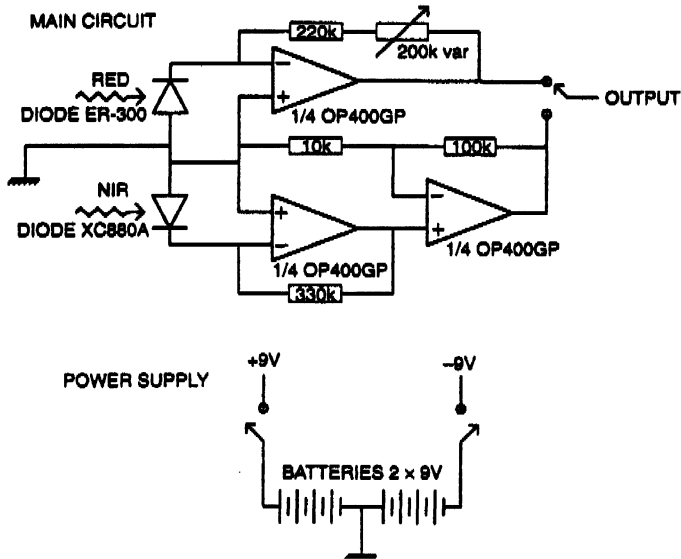 MAIN CIRCUIT
220k
200k var
RED
DIODE ER-300
1/4 OP400GP
OUTPUT
10k
100k
NIR
DIODE XC880A
1/4 OP400GP
1/4 OP400GP
330k
POWER SUPPLY
+9V
-9V
BATTERIES 2 x 9V